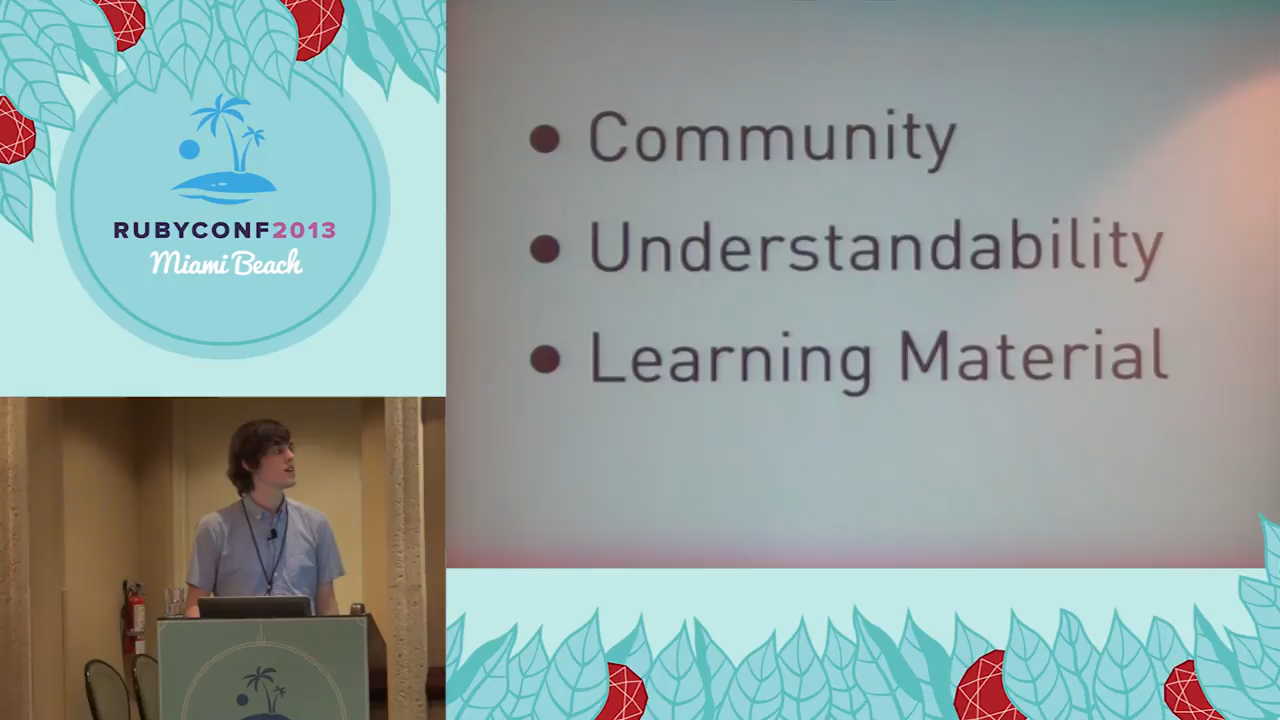 RUBYCONF2013
Miami Beach
• Community
• Understandability
• Learning Material